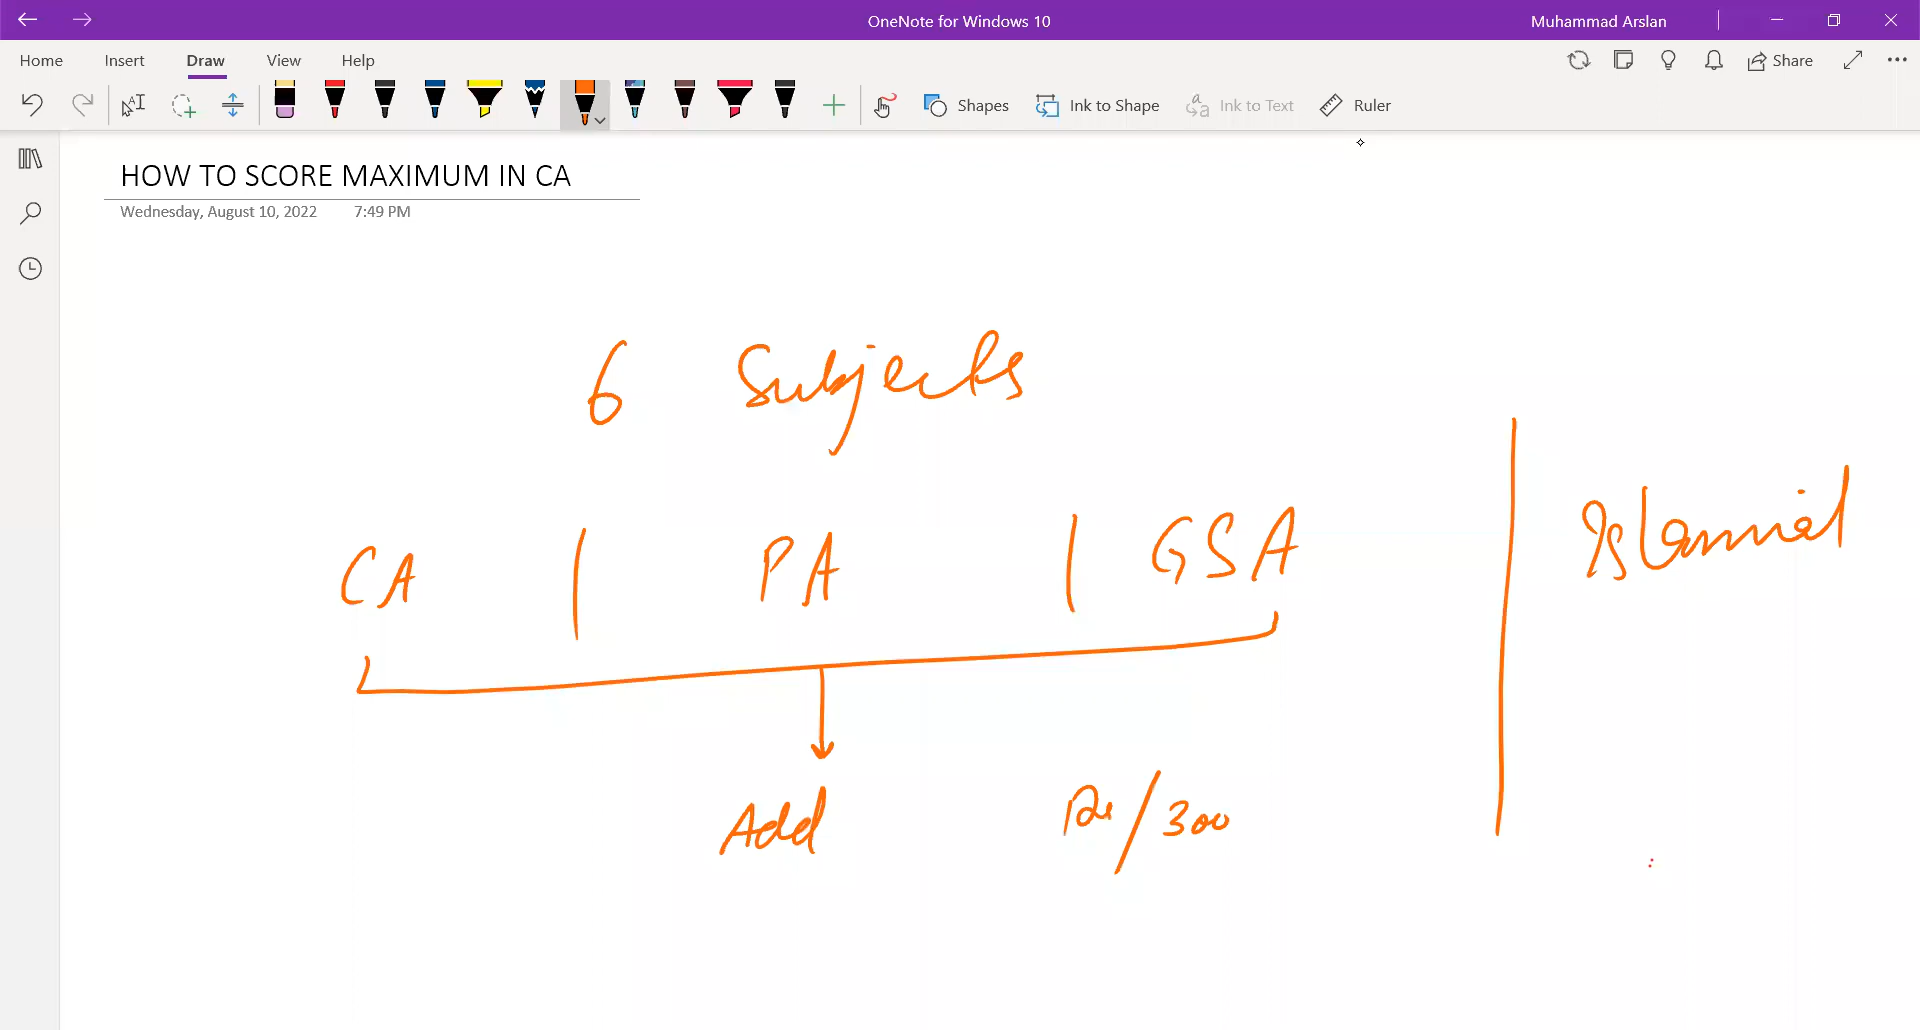 OneNote for Windows 10
Muhammad Arslan
Home Insert Draw View Help
Share
Shapes Ink to Shape Ink to Text Ruler
HOW TO SCORE MAXIMUM IN CA
Wednesday, August 10, 2022 7:49 PM
6 Subjects
CA | PA | GSA
Add
/300